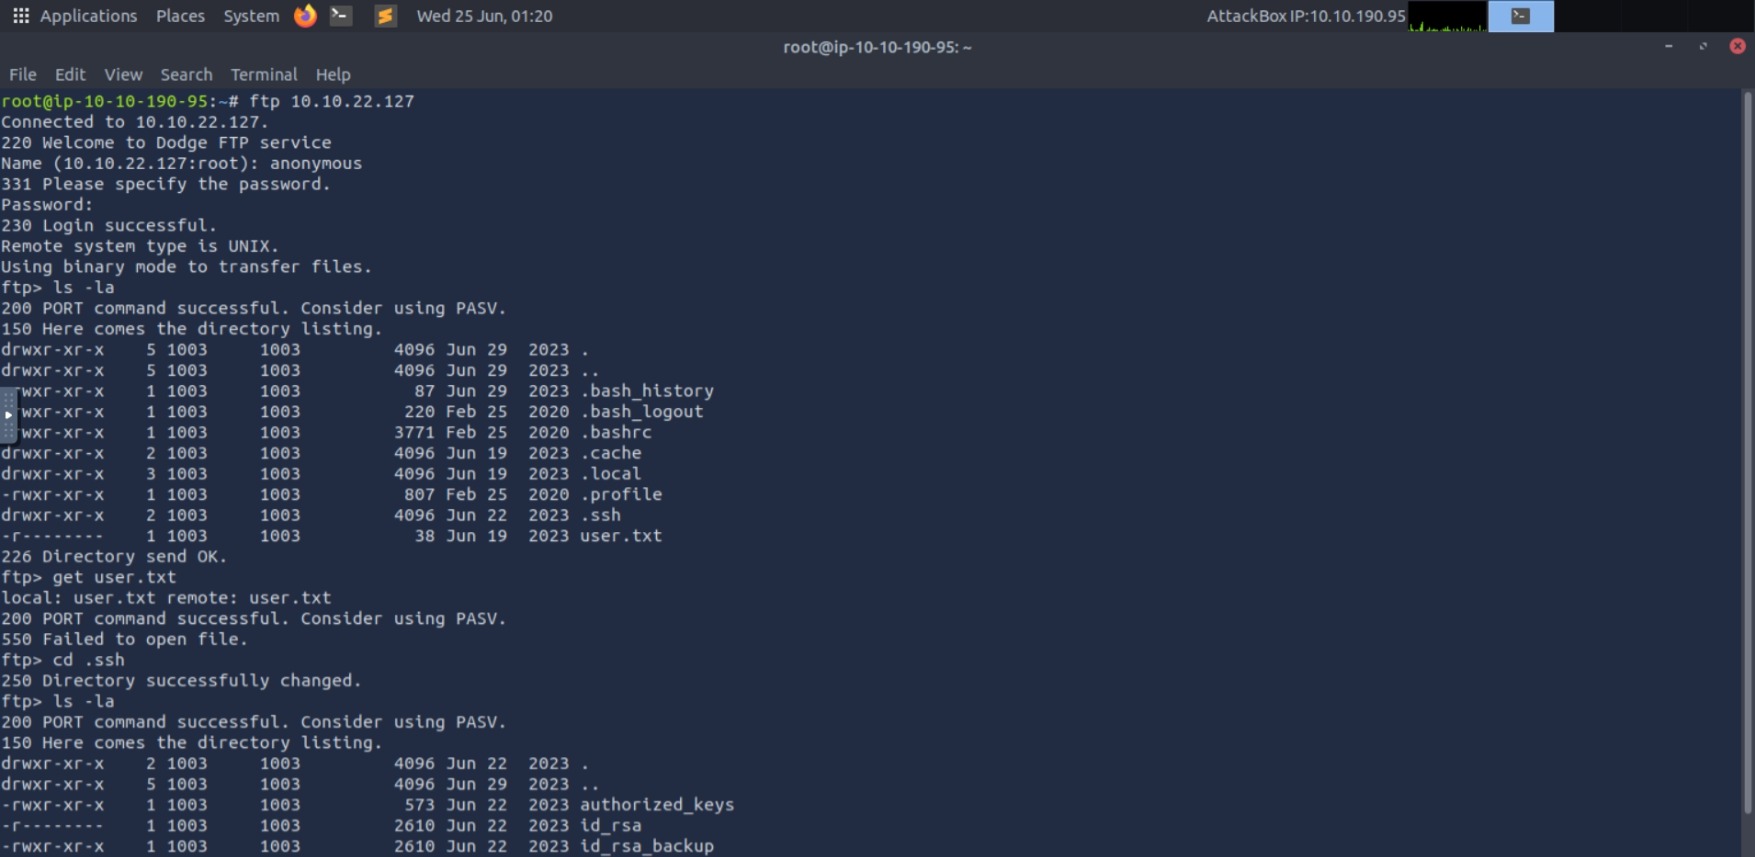 Applications Places System Wed 25 Jun, 01:20 AttackBox IP:10.10.190.95
root@ip-10-10-190-95: ~
File Edit View Search Terminal Help
root@ip-10-10-190-95:~# ftp 10.10.22.127
Connected to 10.10.22.127.
220 Welcome to Dodge FTP service
Name (10.10.22.127:root): anonymous
331 Please specify the password.
Password:
230 Login successful.
Remote system type is UNIX.
Using binary mode to transfer files.
ftp> ls -la
200 PORT command successful. Consider using PASV.
150 Here comes the directory listing.
drwxr-xr-x    5 1003     1003         4096 Jun 29  2023 .
drwxr-xr-x    5 1003     1003         4096 Jun 29  2023 ..
rwxr-xr-x    1 1003     1003           87 Jun 29  2023 .bash_history
wxr-xr-x    1 1003     1003          220 Feb 25  2020 .bash_logout
wxr-xr-x    1 1003     1003         3771 Feb 25  2020 .bashrc
drwxr-xr-x    2 1003     1003         4096 Jun 19  2023 .cache
drwxr-xr-x    3 1003     1003         4096 Jun 19  2023 .local
-rwxr-xr-x    1 1003     1003          807 Feb 25  2020 .profile
drwxr-xr-x    2 1003     1003         4096 Jun 22  2023 .ssh
-r--------    1 1003     1003           38 Jun 19  2023 user.txt
226 Directory send OK.
ftp> get user.txt
local: user.txt remote: user.txt
200 PORT command successful. Consider using PASV.
550 Failed to open file.
ftp> cd .ssh
250 Directory successfully changed.
ftp> ls -la
200 PORT command successful. Consider using PASV.
150 Here comes the directory listing.
drwxr-xr-x    2 1003     1003         4096 Jun 22  2023 .
drwxr-xr-x    5 1003     1003         4096 Jun 29  2023 ..
-rwxr-xr-x    1 1003     1003          573 Jun 22  2023 authorized_keys
-r--------    1 1003     1003         2610 Jun 22  2023 id_rsa
-rwxr-xr-x    1 1003     1003         2610 Jun 22  2023 id_rsa_backup